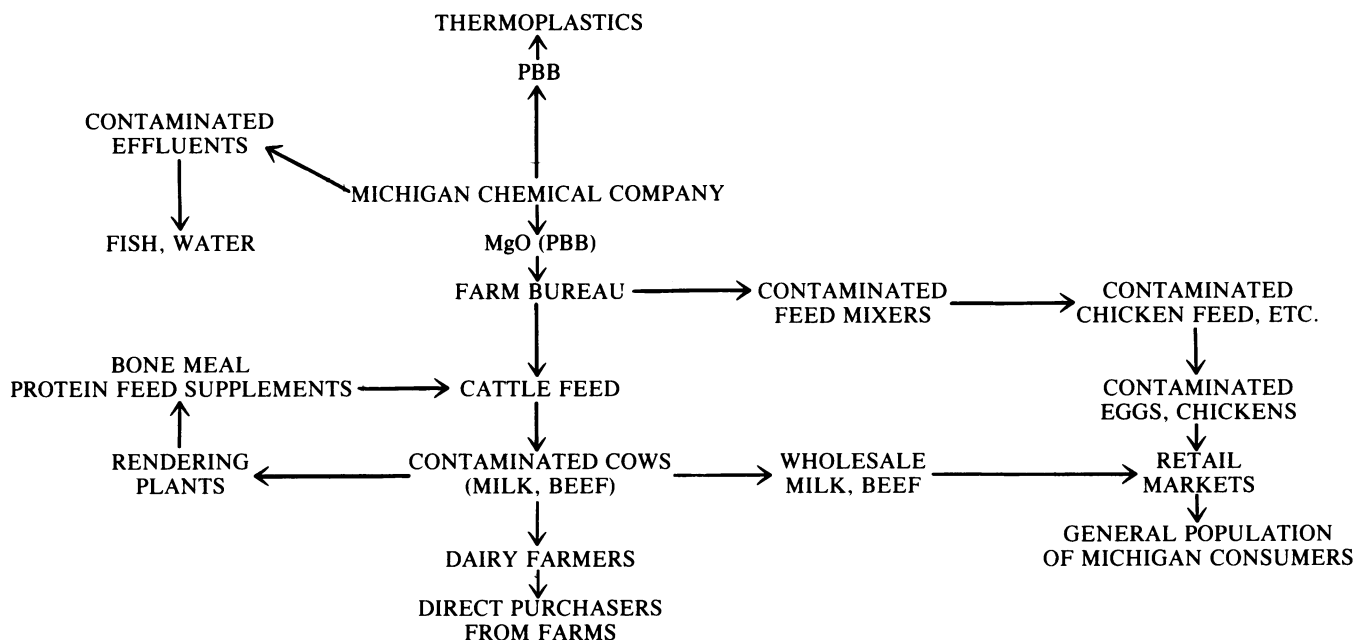 THERMOPLASTICS
PBB
CONTAMINATED
EFFLUENTS
MICHIGAN CHEMICAL COMPANY
FISH, WATER
MgO (PBB)
FARM BUREAU
CONTAMINATED
FEED MIXERS
CONTAMINATED
CHICKEN FEED, ETC.
BONE MEAL
PROTEIN FEED SUPPLEMENTS
CATTLE FEED
CONTAMINATED
EGGS, CHICKENS
RENDERING
PLANTS
CONTAMINATED COWS
(MILK, BEEF)
WHOLESALE
MILK, BEEF
RETAIL
MARKETS
GENERAL POPULATION
OF MICHIGAN CONSUMERS
DAIRY FARMERS
DIRECT PURCHASERS
FROM FARMS